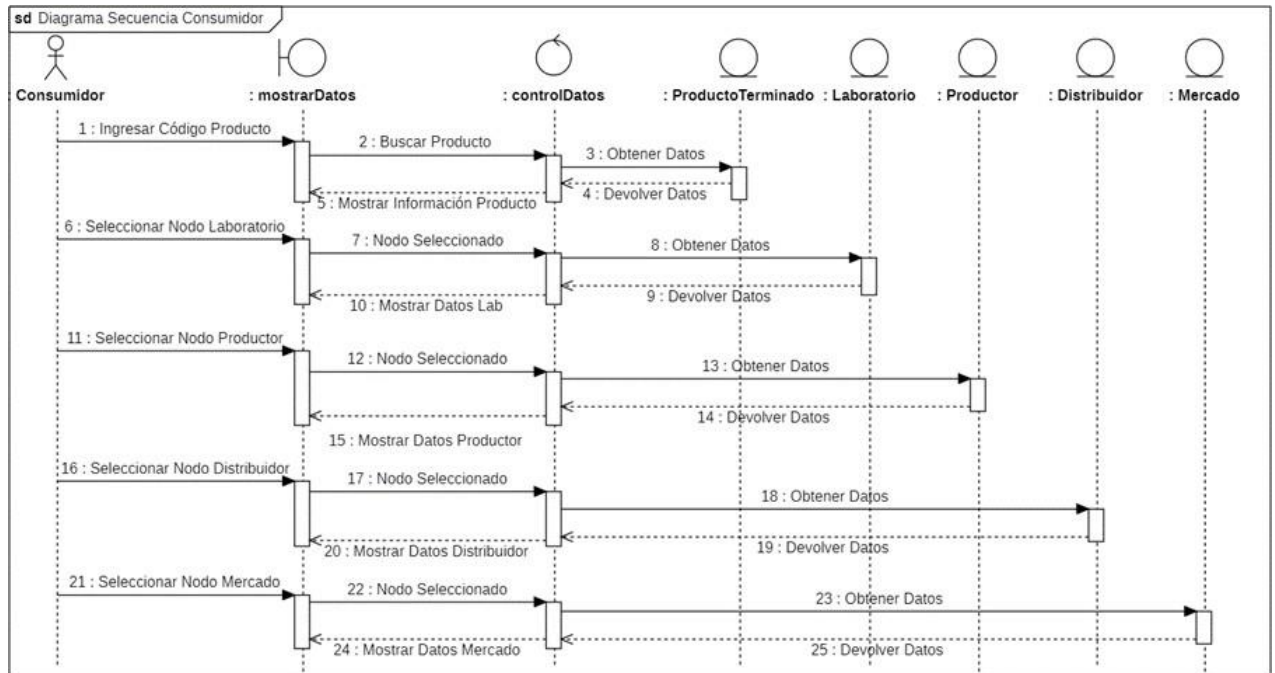 sd Diagrama Secuencia Consumidor
: Consumidor
: mostrarDatos
: controlDatos
: ProductoTerminado
: Laboratorio
: Productor
: Distribuidor
: Mercado
1 : Ingresar Código Producto
2 : Buscar Producto
3 : Obtener Datos
4 : Devolver Datos
5 : Mostrar Información Producto
6 : Seleccionar Nodo Laboratorio
7 : Nodo Seleccionado
8 : Obtener Datos
9 : Devolver Datos
10 : Mostrar Datos Lab
11 : Seleccionar Nodo Productor
12 : Nodo Seleccionado
13 : Obtener Datos
14 : Devolver Datos
15 : Mostrar Datos Productor
16 : Seleccionar Nodo Distribuidor
17 : Nodo Seleccionado
18 : Obtener Datos
19 : Devolver Datos
20 : Mostrar Datos Distribuidor
21 : Seleccionar Nodo Mercado
22 : Nodo Seleccionado
23 : Obtener Datos
24 : Mostrar Datos Mercado
25 : Devolver Datos